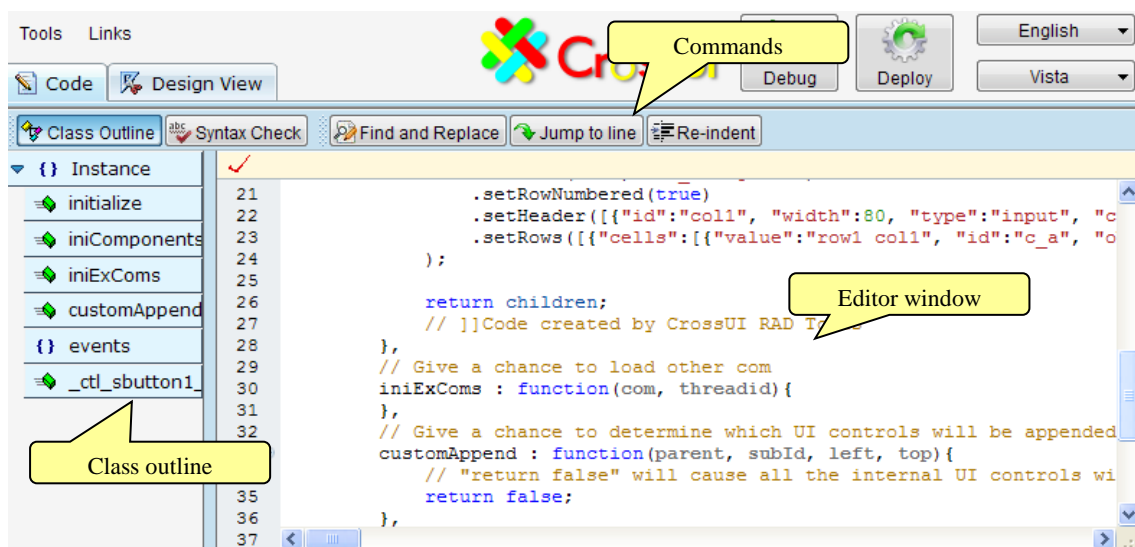 Tools Links
Commands
English
Debug
Deploy
Vista
Code
Design View
Class Outline
Syntax Check
Find and Replace
Jump to line
Re-indent
{} Instance
initialize
iniComponents
iniExComs
customAppend
{} events
_ctl_sbutton1_
21 .setRowNumbered(true)
22 .setHeader([{"id":"col1", "width":80, "type":"input", "c
23 .setRows([{"cells":[{"value":"row1 col1", "id":"c_a", "o
24 );
25
26 return children;
27 // ]]Code created by CrossUI RAD
28 },
29 // Give a chance to load other com
30 iniExComs : function(com, threadid){
31 },
32 // Give a chance to determine which UI controls will be appended
customAppend : function(parent, subId, left, top){
// "return false" will cause all the internal UI controls wi
35 return false;
36 },
37
Editor window
Class outline